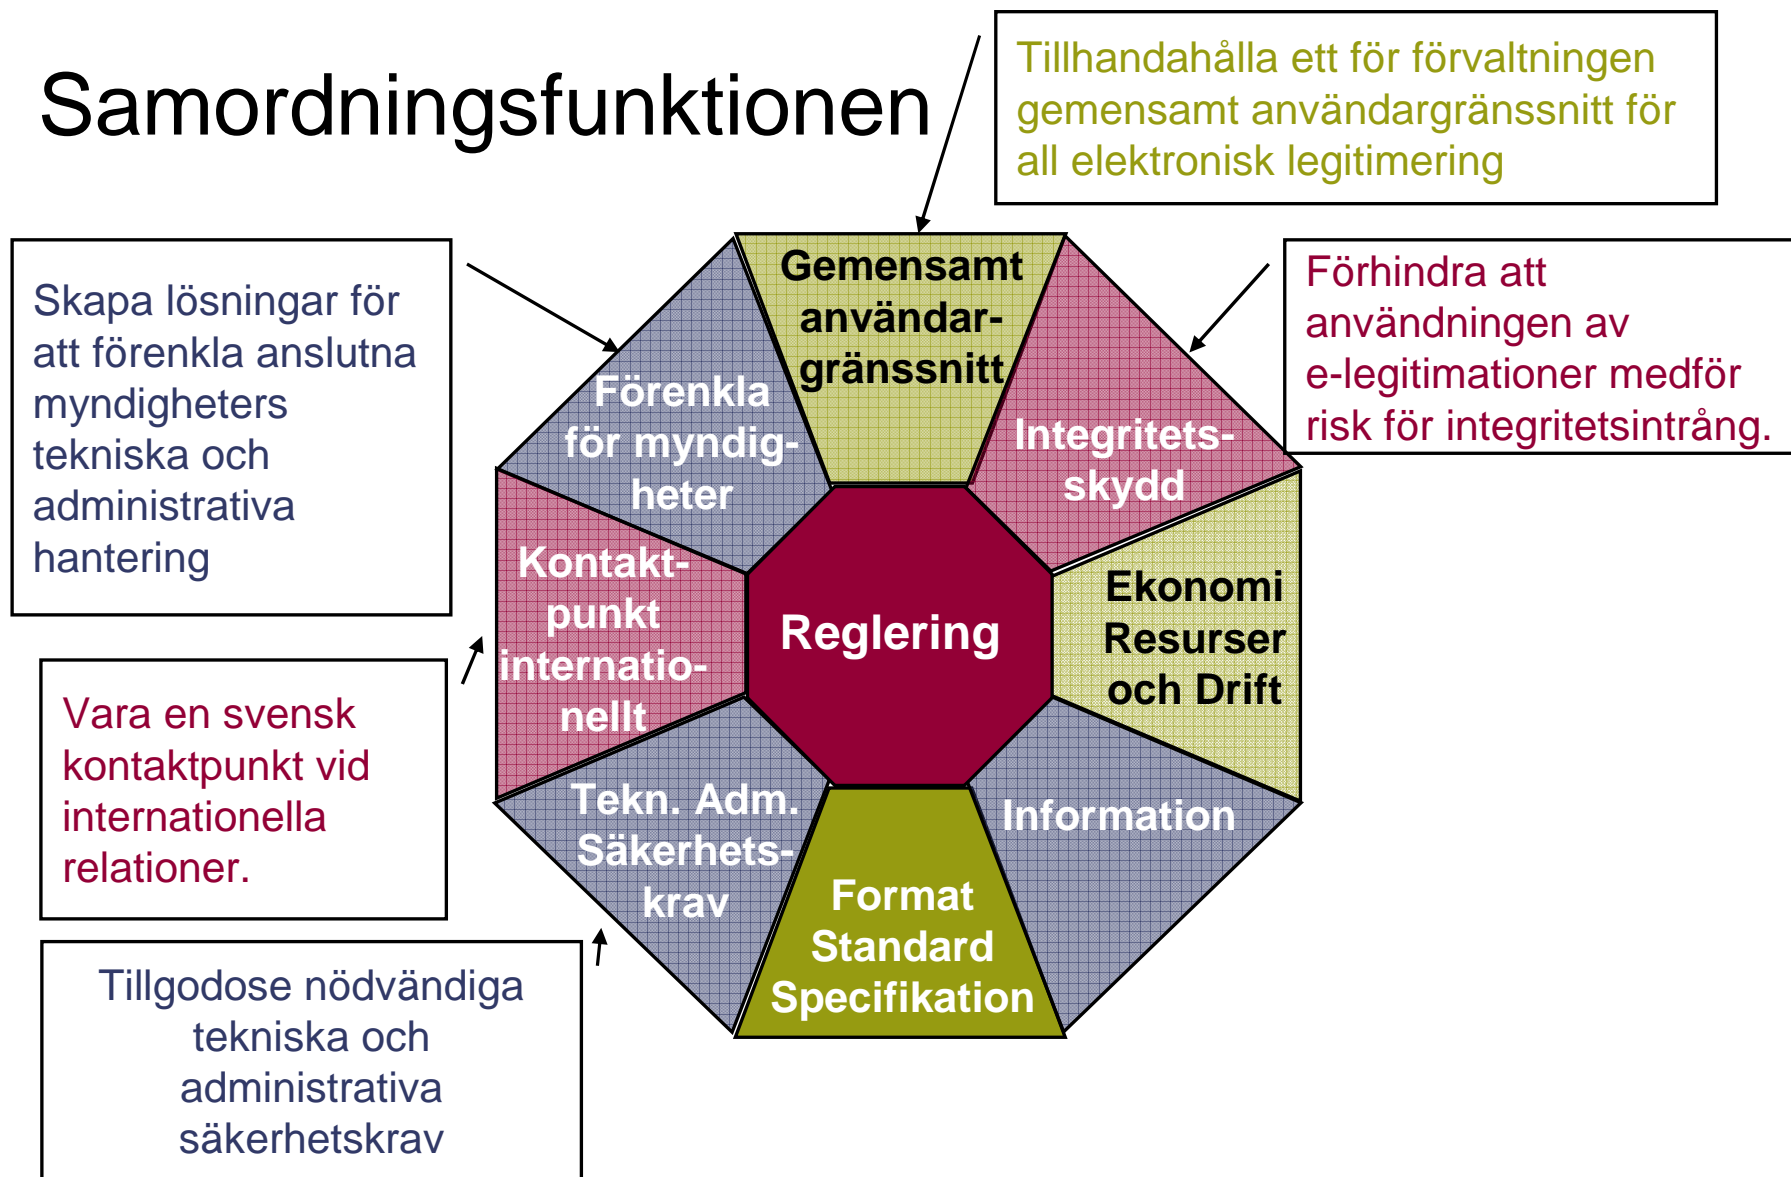 Samordningsfunktionen
Tillhandahålla ett för förvaltningen
gemensamt användargränssnitt för
all elektronisk legitimering
Skapa lösningar för
att förenkla anslutna
myndigheters
tekniska och
administrativa
hantering
Förhindra att
användningen av
e-legitimationer medför
risk för integritetsintrång.
Gemensamt
användar-
gränssnitt
Förenkla
för myndig-
heter
Integritets-
skydd
Kontakt-
punkt
internatio-
nellt
Reglering
Ekonomi
Resurser
och Drift
Vara en svensk
kontaktpunkt vid
internationella
relationer.
Tekn. Adm.
Säkerhets-
krav
Information
Format
Standard
Specifikation
Tillgodose nödvändiga
tekniska och
administrativa
säkerhetskrav